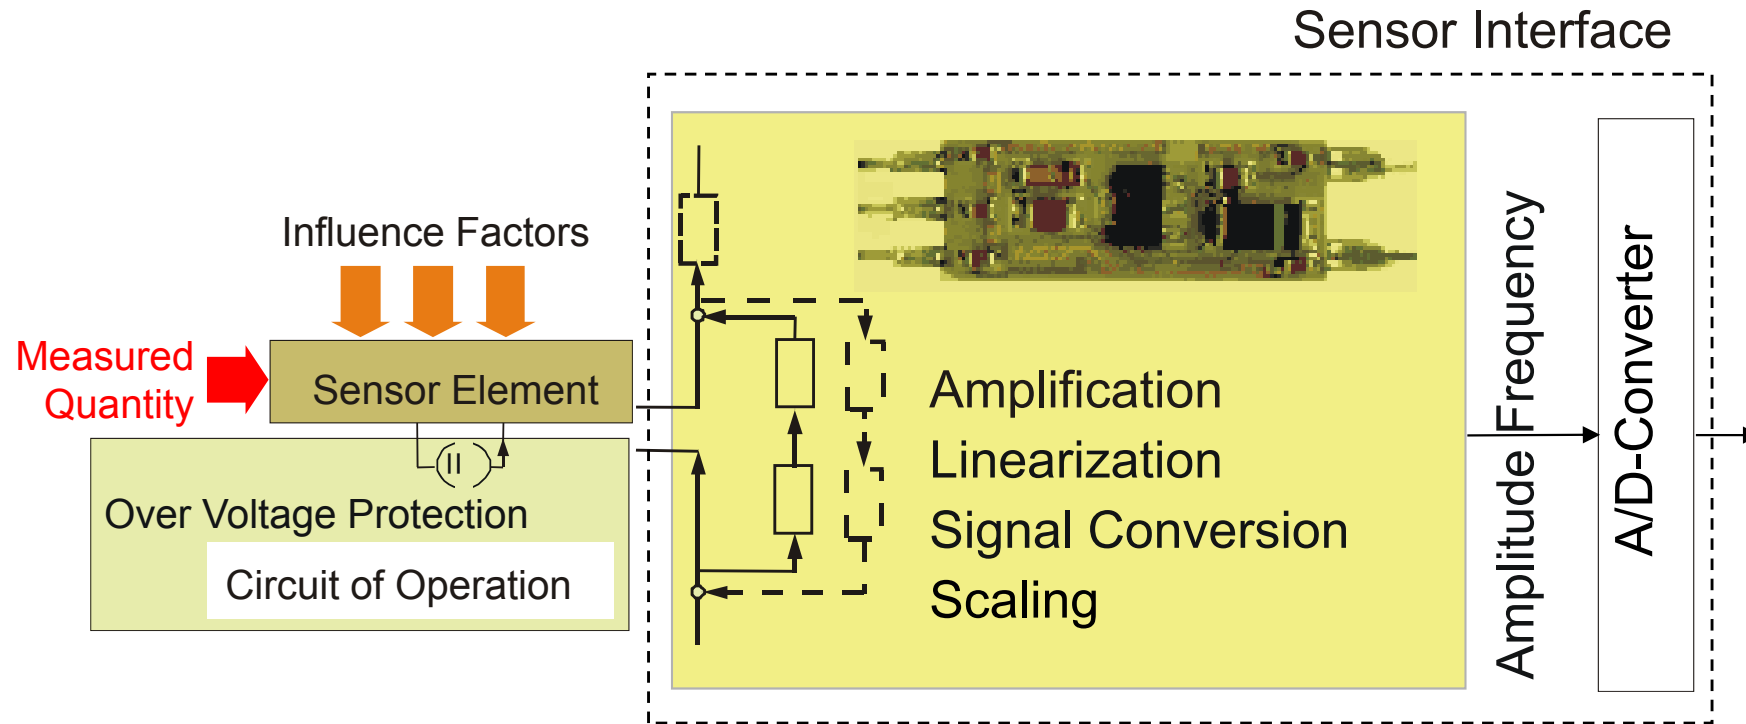 Sensor Interface
Influence Factors
Measured
Quantity
Sensor Element
Over Voltage Protection
Circuit of Operation
Amplification
Linearization
Signal Conversion
Scaling
Amplitude Frequency
A/D-Converter